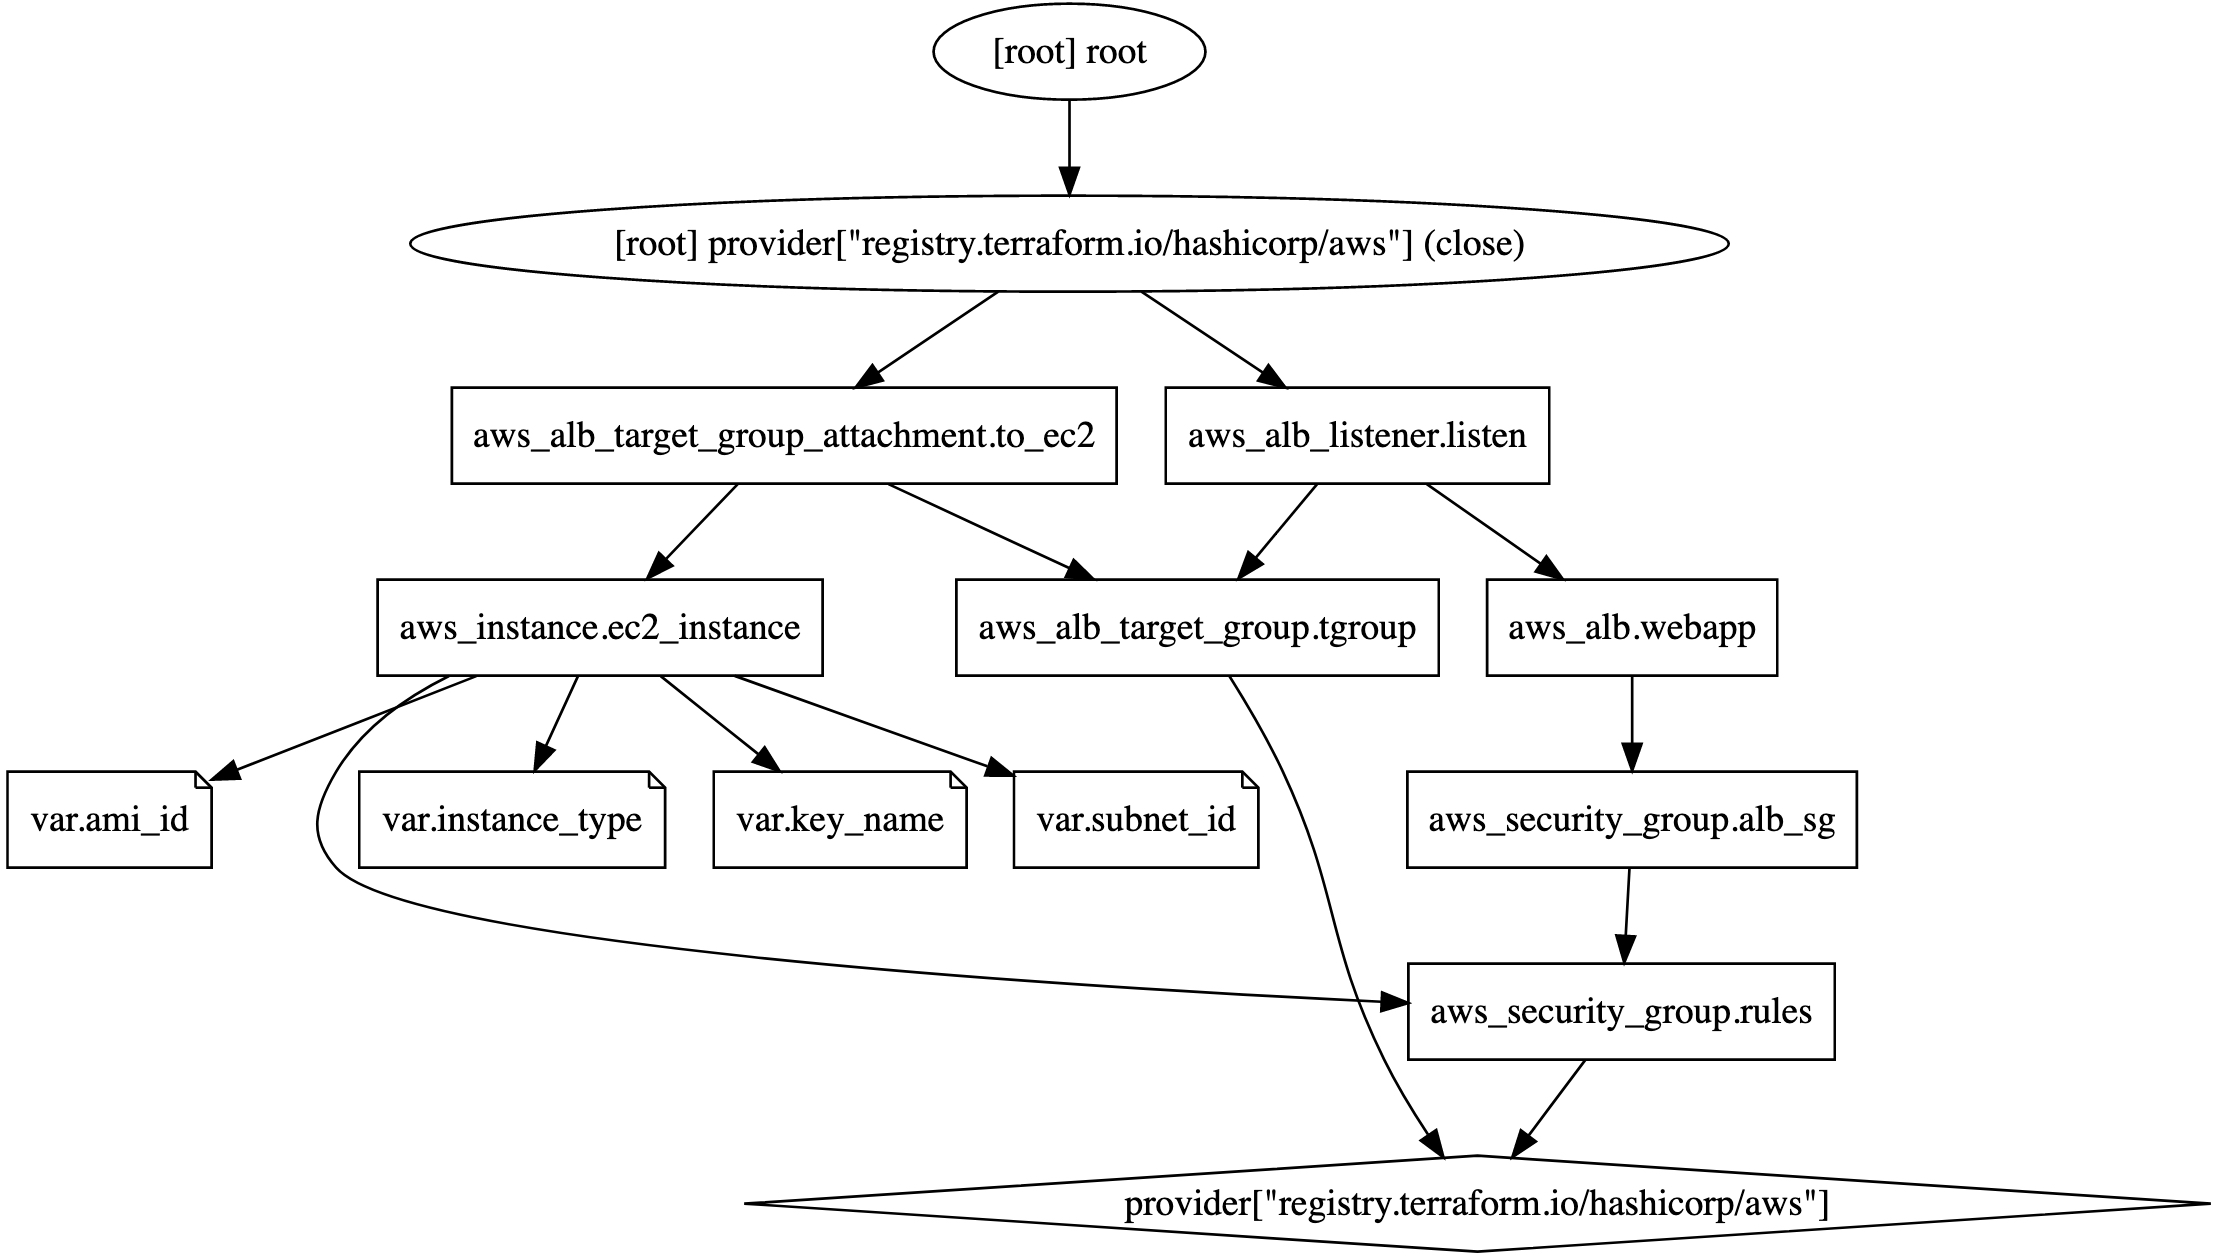 [root] root
[root] provider["registry.terraform.io/hashicorp/aws"] (close)
aws_alb_target_group_attachment.to_ec2
aws_alb_listener.listen
aws_instance.ec2_instance
aws_alb_target_group.tgroup
aws_alb.webapp
var.ami_id
var.instance_type
var.key_name
var.subnet_id
aws_security_group.alb_sg
aws_security_group.rules
provider["registry.terraform.io/hashicorp/aws"]